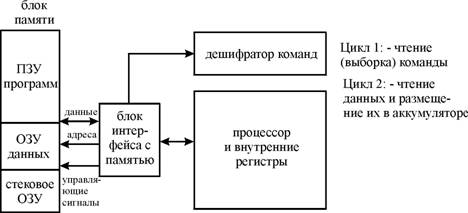 блок
памяти
ПЗУ
программ
ОЗУ
данных
стековое
ОЗУ
данные
адреса
управля-
ющие
сигналы
блок
интер-
фейса с
памятью
дешифратор команд
процессор
и внутренние
регистры
Цикл 1: - чтение
(выборка) команды
Цикл 2: - чтение
данных и размеще-
ние их в аккумуляторе